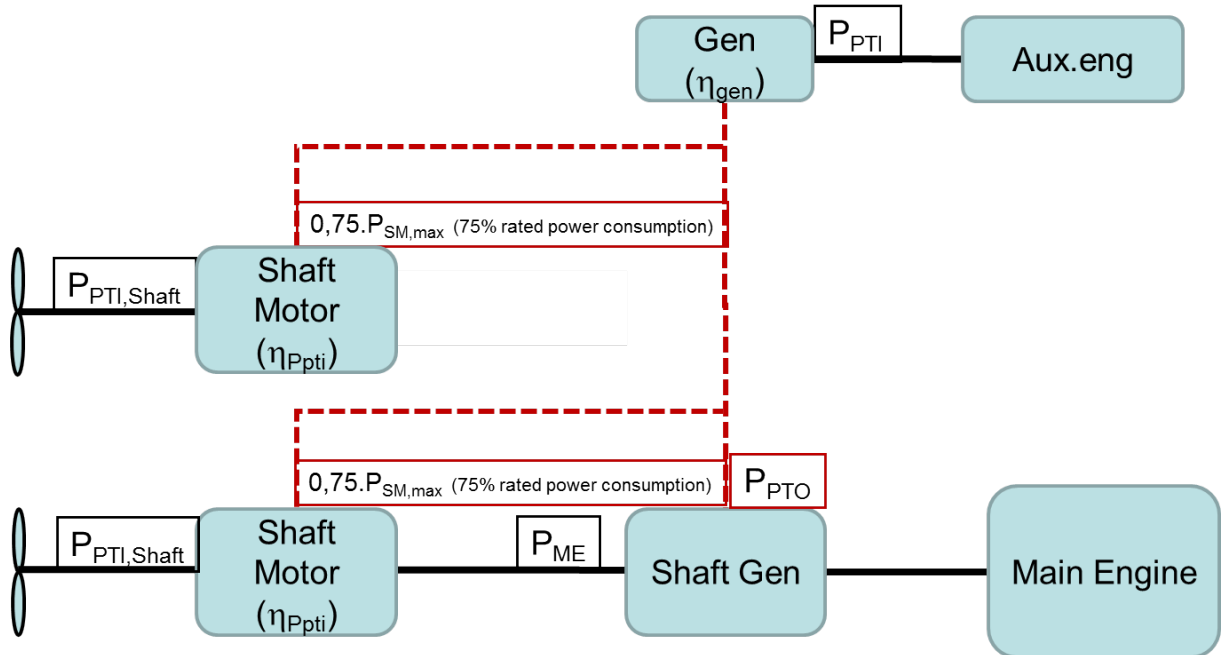 Gen
(ηgen)
PPTI
Aux.eng
0,75.PSM,max (75% rated power consumption)
PPTI,Shaft
Shaft
Motor
(ηPpti)
0,75.PSM,max (75% rated power consumption)
PPTO
PPTI,Shaft
Shaft
Motor
(ηPpti)
PME
Shaft Gen
Main Engine